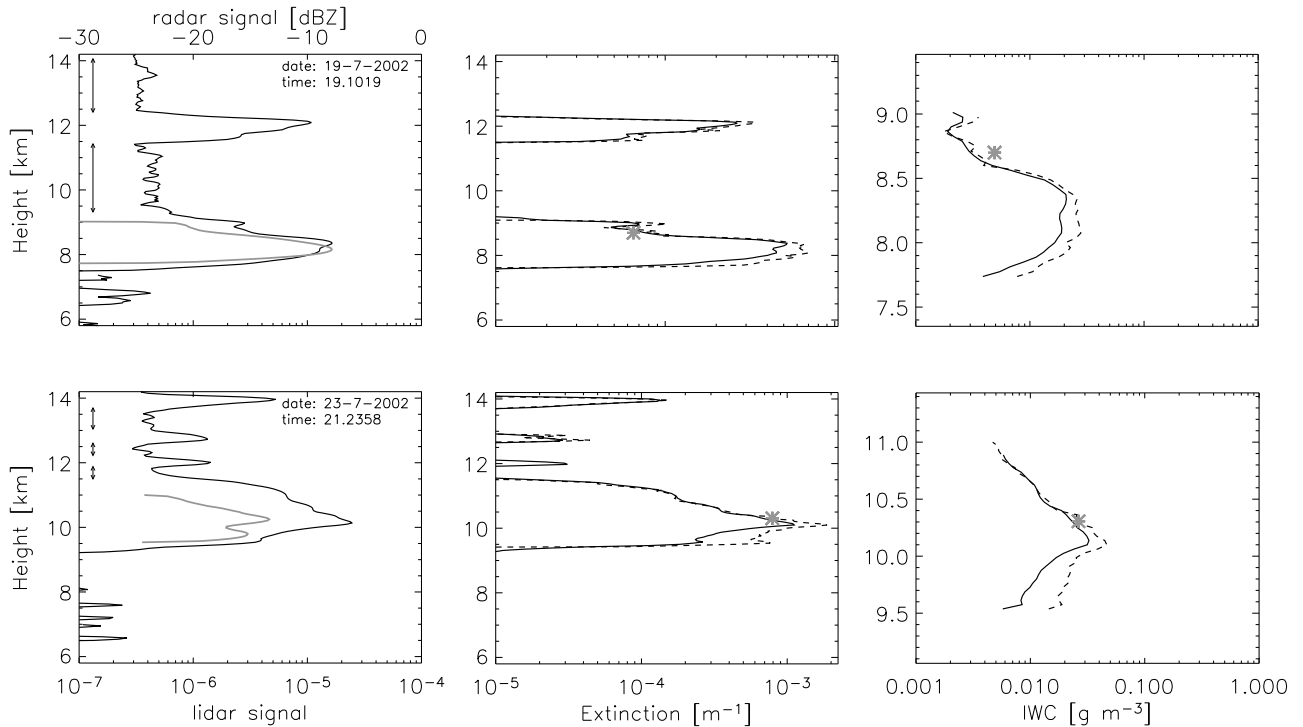 radar signal [dBZ]
−30 −20 −10 0
14
12
10
8
6
Height [km]
date: 19-7-2002
time: 19.1019
14
12
10
8
6
9.0
8.5
8.0
7.5
14
12
10
8
6
Height [km]
date: 23-7-2002
time: 21.2358
10⁻⁷ 10⁻⁶ 10⁻⁵ 10⁻⁴
lidar signal
14
12
10
8
6
10⁻⁵ 10⁻⁴ 10⁻³
Extinction [m⁻¹]
11.0
10.5
10.0
9.5
0.001 0.010 0.100 1.000
IWC [g m⁻³]